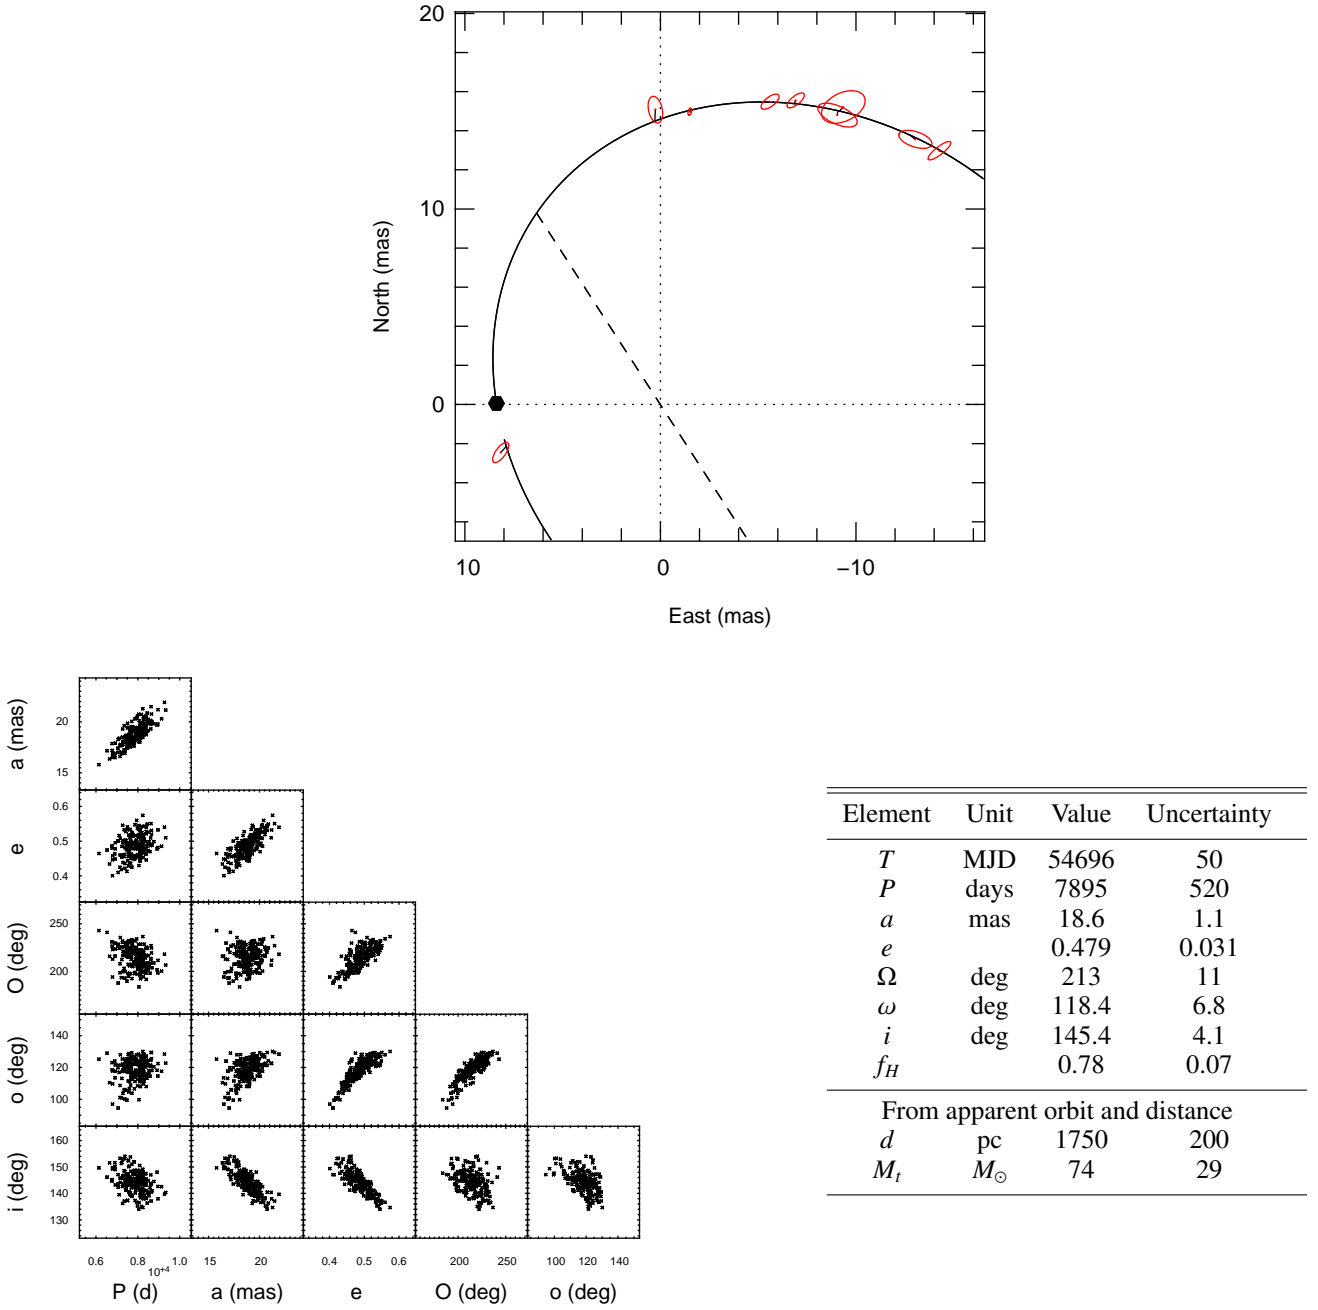 20
10
0
North (mas)
10
0
−10
East (mas)
a (mas)
20
15
e
0.6
0.5
0.4
O (deg)
250
200
o (deg)
140
120
100
i (deg)
160
150
140
130
0.6 0.8 1.0 15 20 0.4 0.5 0.6 200 250 100 120 140
10+4
P (d) a (mas) e O (deg) o (deg)
Element Unit Value Uncertainty
T MJD 54696 50
P days 7895 520
a mas 18.6 1.1
e 0.479 0.031
Ω deg 213 11
ω deg 118.4 6.8
i deg 145.4 4.1
fH 0.78 0.07
From apparent orbit and distance
d pc 1750 200
Mt M⊙ 74 29